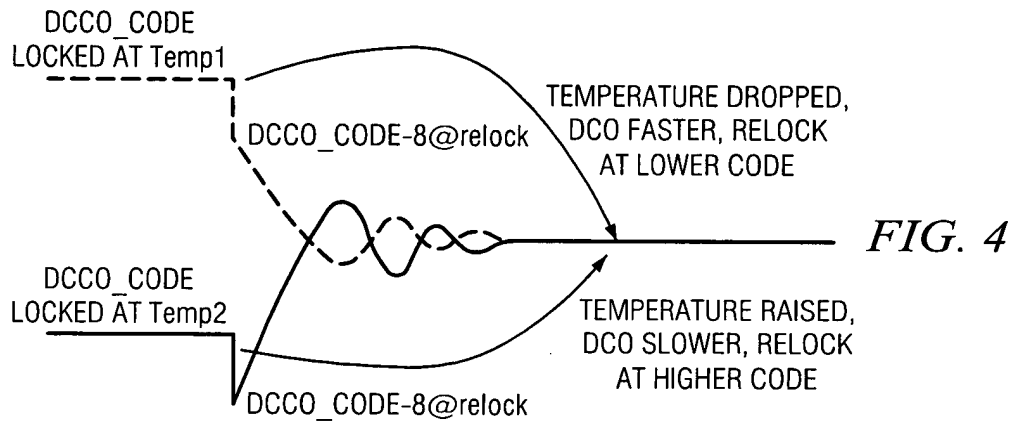 DCCO_CODE
LOCKED AT Temp1
DCCO_CODE-8@relock
TEMPERATURE DROPPED,
DCO FASTER, RELOCK
AT LOWER CODE
FIG. 4
DCCO_CODE
LOCKED AT Temp2
DCCO_CODE-8@relock
TEMPERATURE RAISED,
DCO SLOWER, RELOCK
AT HIGHER CODE